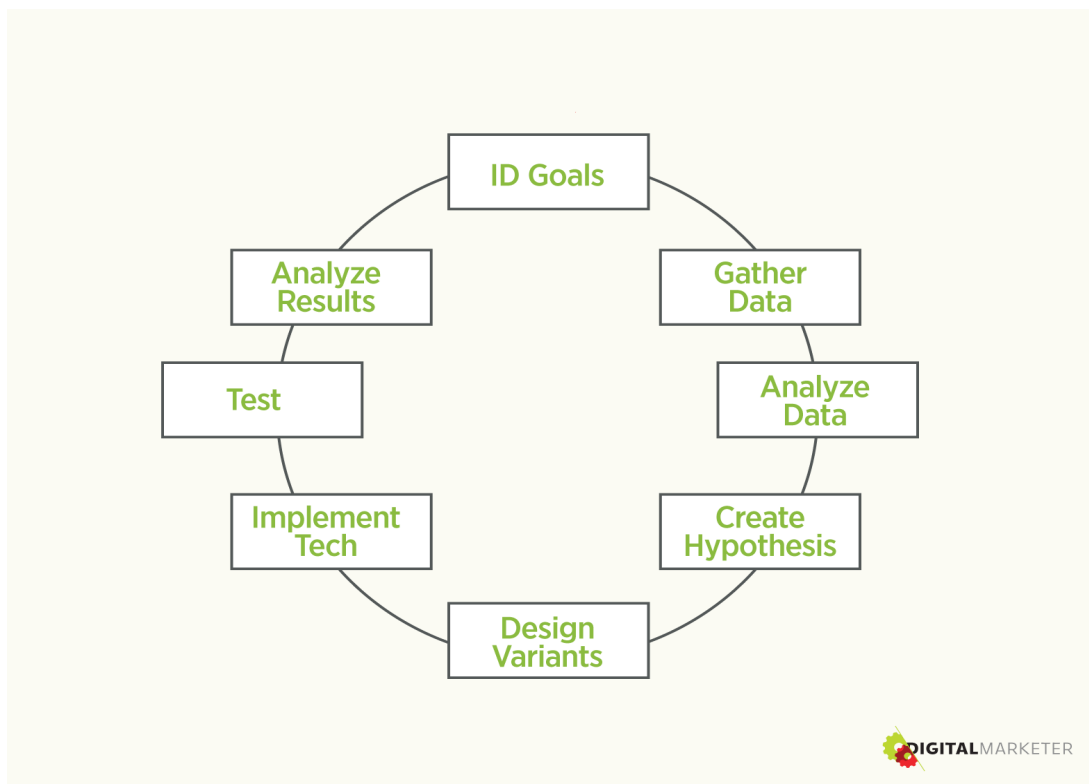 ID Goals
Gather
Data
Analyze
Data
Create
Hypothesis
Design
Variants
Implement
Tech
Test
Analyze
Results
DIGITALMARKETER